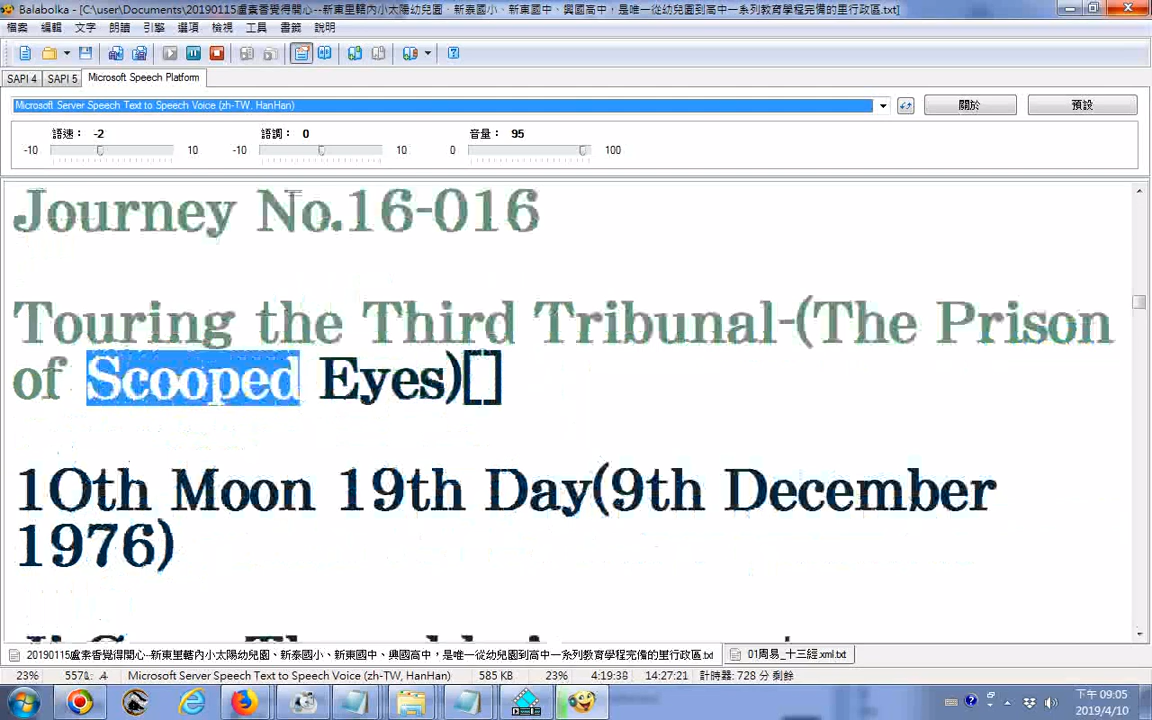 Balabolka - [C:\user\Documents\20190115盧素香覺得開心--新東里轄內小太陽幼兒園、新泰國小、新東國中、興國高中，是唯一從幼兒園到高中一系列教育學程完備的里行政區.txt]
檔案 編輯 文字 朗讀 引擎 選項 檢視 工具 書籤 說明
SAPI 4 SAPI 5 Microsoft Speech Platform
Microsoft Server Speech Text to Speech Voice (zh-TW, HanHan) 關於 預設
語速： -2 語調： 0 音量： 95
-10 10 -10 10 0 100
Journey No.16-016
Touring the Third Tribunal-(The Prison
of Scooped Eyes)[]
1Oth Moon 19th Day(9th December
1976)
20190115盧素香覺得開心--新東里轄內小太陽幼兒園、新泰國小、新東國中、興國高中，是唯一從幼兒園到高中一系列教育學程完備的里行政區.txt 01周易_十三經.xml.txt
23% Microsoft Server Speech Text to Speech Voice (zh-TW, HanHan) 585 KB 23% 4:19:38 14:27:21 計時器: 728 分 剩餘
下午 09:05
2019/4/10